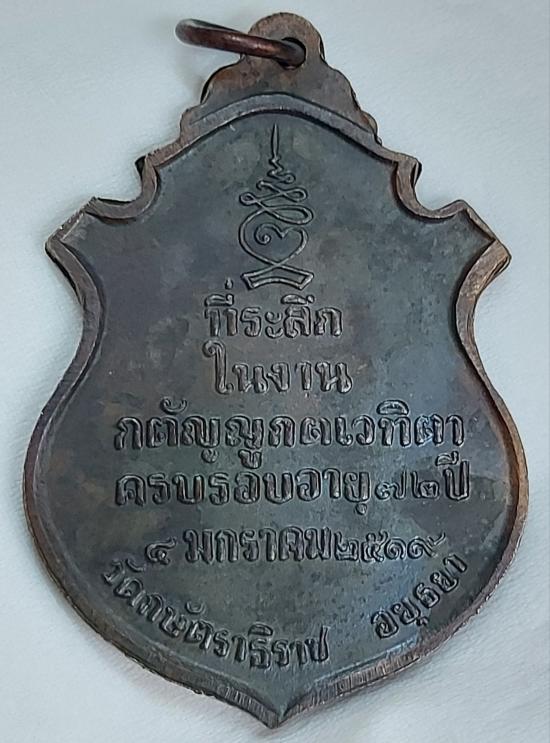 ที่ระลึก
ในงาน
กตัญญูกตเวทิตา
ครบรอบอายุ๗๒ปี
๔ มกราคม๒๕๑๙
วัดกษัตราธิราช อยุธยา